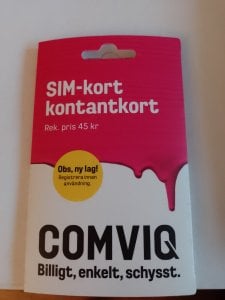 SIM-kort
kontantkort
Rek. pris 45 kr
Obs, ny lag!
Registrera innan
användning.
COMVIQ
Billigt, enkelt, schysst.